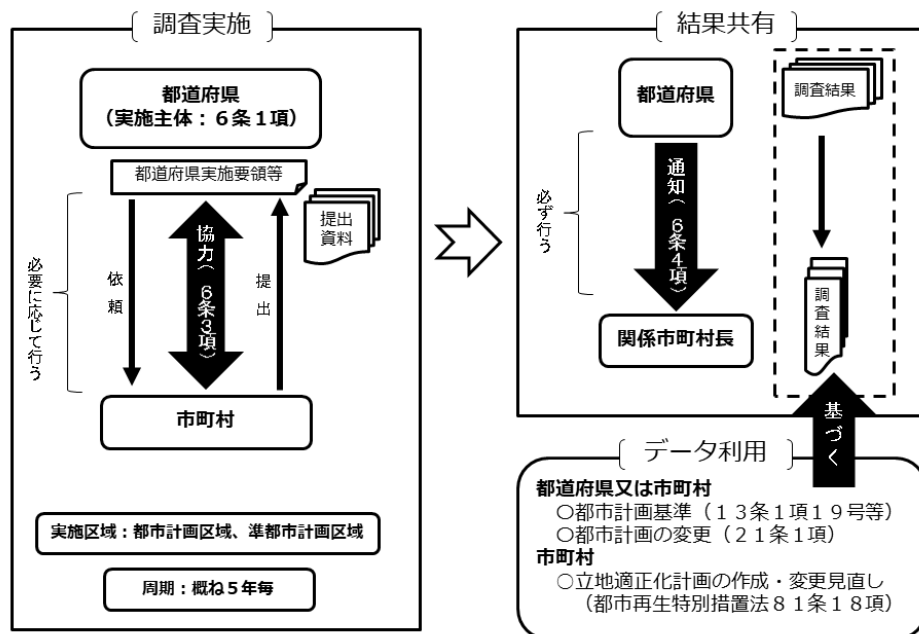 調査実施
都道府県
（実施主体：６条１項）
都道府県実施要領等
提出
資料
必要に応じて行う
依頼
協力（６条３項）
提出
市町村
実施区域：都市計画区域、準都市計画区域
周期：概ね５年毎
結果共有
都道府県
調査結果
必ず行う
通知（６条４項）
調査結果
関係市町村長
基づく
データ利用
都道府県又は市町村
○都市計画基準（１３条１項１９号等）
○都市計画の変更（２１条１項）
市町村
○立地適正化計画の作成・変更見直し
（都市再生特別措置法８１条１８項）